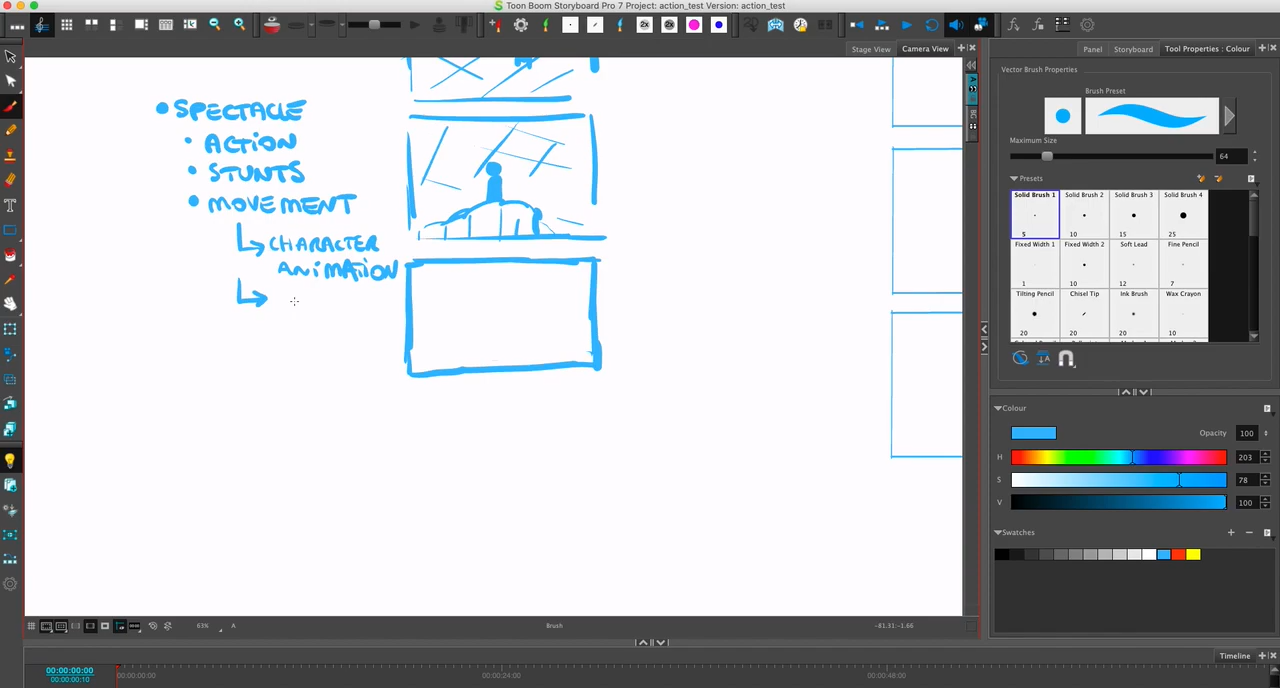 Toon Boom Storyboard Pro 7 Project: action_test Version: action_test
Stage View
Camera View
Panel
Storyboard
Tool Properties : Colour
Vector Brush Properties
Brush Preset
Maximum Size
64
Presets
Solid Brush 1
Solid Brush 2
Solid Brush 3
Solid Brush 4
5
10
15
25
Fixed Width 1
Fixed Width 2
Soft Lead
Fine Pencil
1
10
12
7
Tilting Pencil
Chisel Tip
Ink Brush
Wax Crayon
20
20
20
10
• SPECTACLE
• ACTION
• STUNTS
• MOVEMENT
CHARACTER
ANIMATION
Colour
Opacity
100
H
203
S
78
V
100
Swatches
63%
A
Brush
-81.31:-1.66
Timeline
00:00:00:00
00:00:00:10
00:00:00:00
00:00:24:00
00:00:48:00